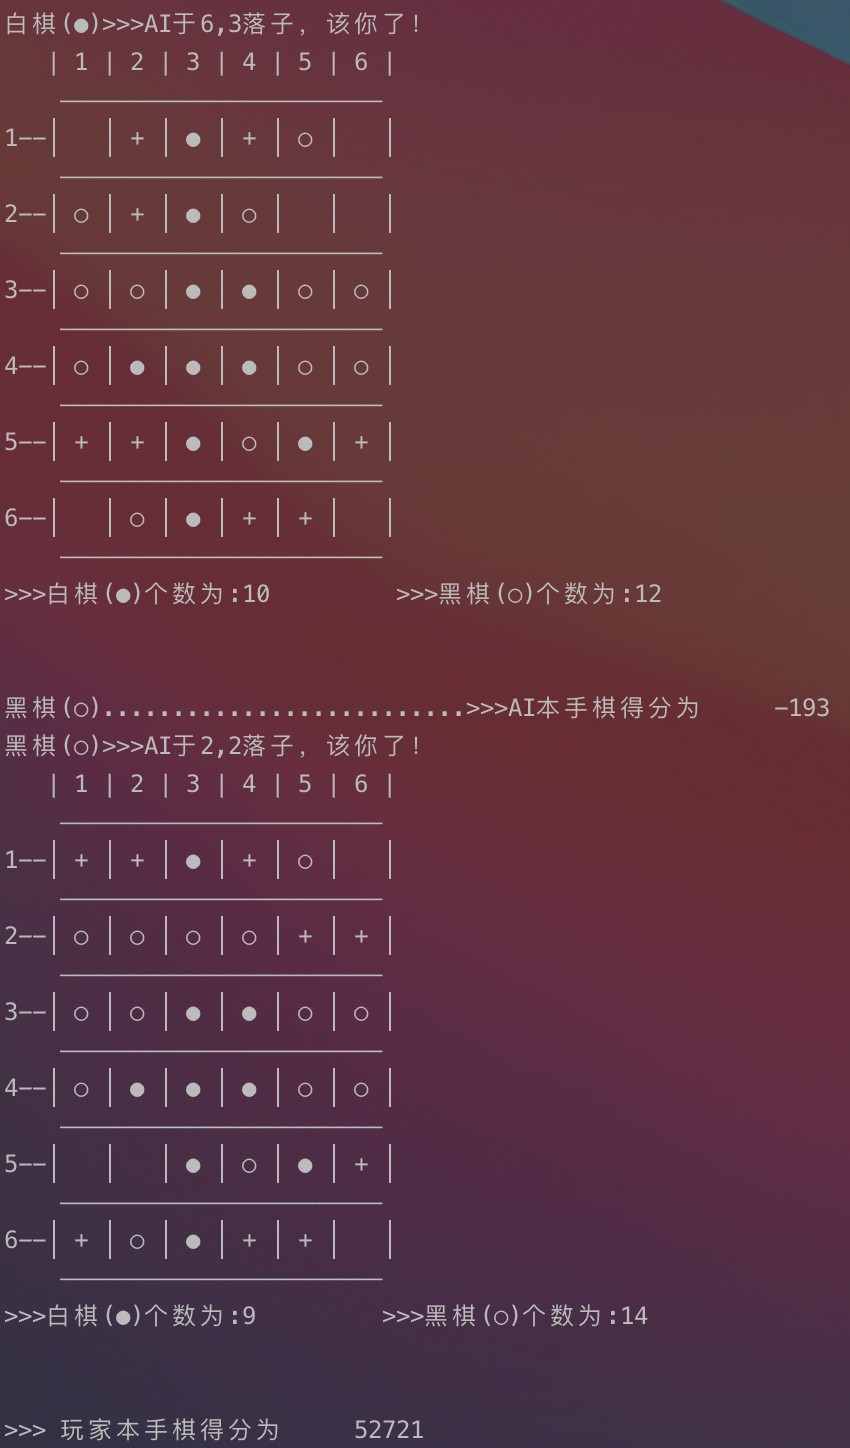 白棋(●)>>>AI于6,3落子, 该你了!
| 1 | 2 | 3 | 4 | 5 | 6 |
1——| | + | ● | + | ○ | |
2——| ○ | + | ● | ○ | | |
3——| ○ | ○ | ● | ● | ○ | ○ |
4——| ○ | ● | ● | ● | ○ | ○ |
5——| + | + | ● | ○ | ● | + |
6——| | ○ | ● | + | + | |
>>>白棋(●)个数为:10 >>>黑棋(○)个数为:12
黑棋(○)..........................>>>AI本手棋得分为 -193
黑棋(○)>>>AI于2,2落子, 该你了!
| 1 | 2 | 3 | 4 | 5 | 6 |
1——| + | + | ● | + | ○ | |
2——| ○ | ○ | ○ | ○ | + | + |
3——| ○ | ○ | ● | ● | ○ | ○ |
4——| ○ | ● | ● | ● | ○ | ○ |
5——| | | ● | ○ | ● | + |
6——| + | ○ | ● | + | + | |
>>>白棋(●)个数为:9 >>>黑棋(○)个数为:14
>>> 玩家本手棋得分为 52721